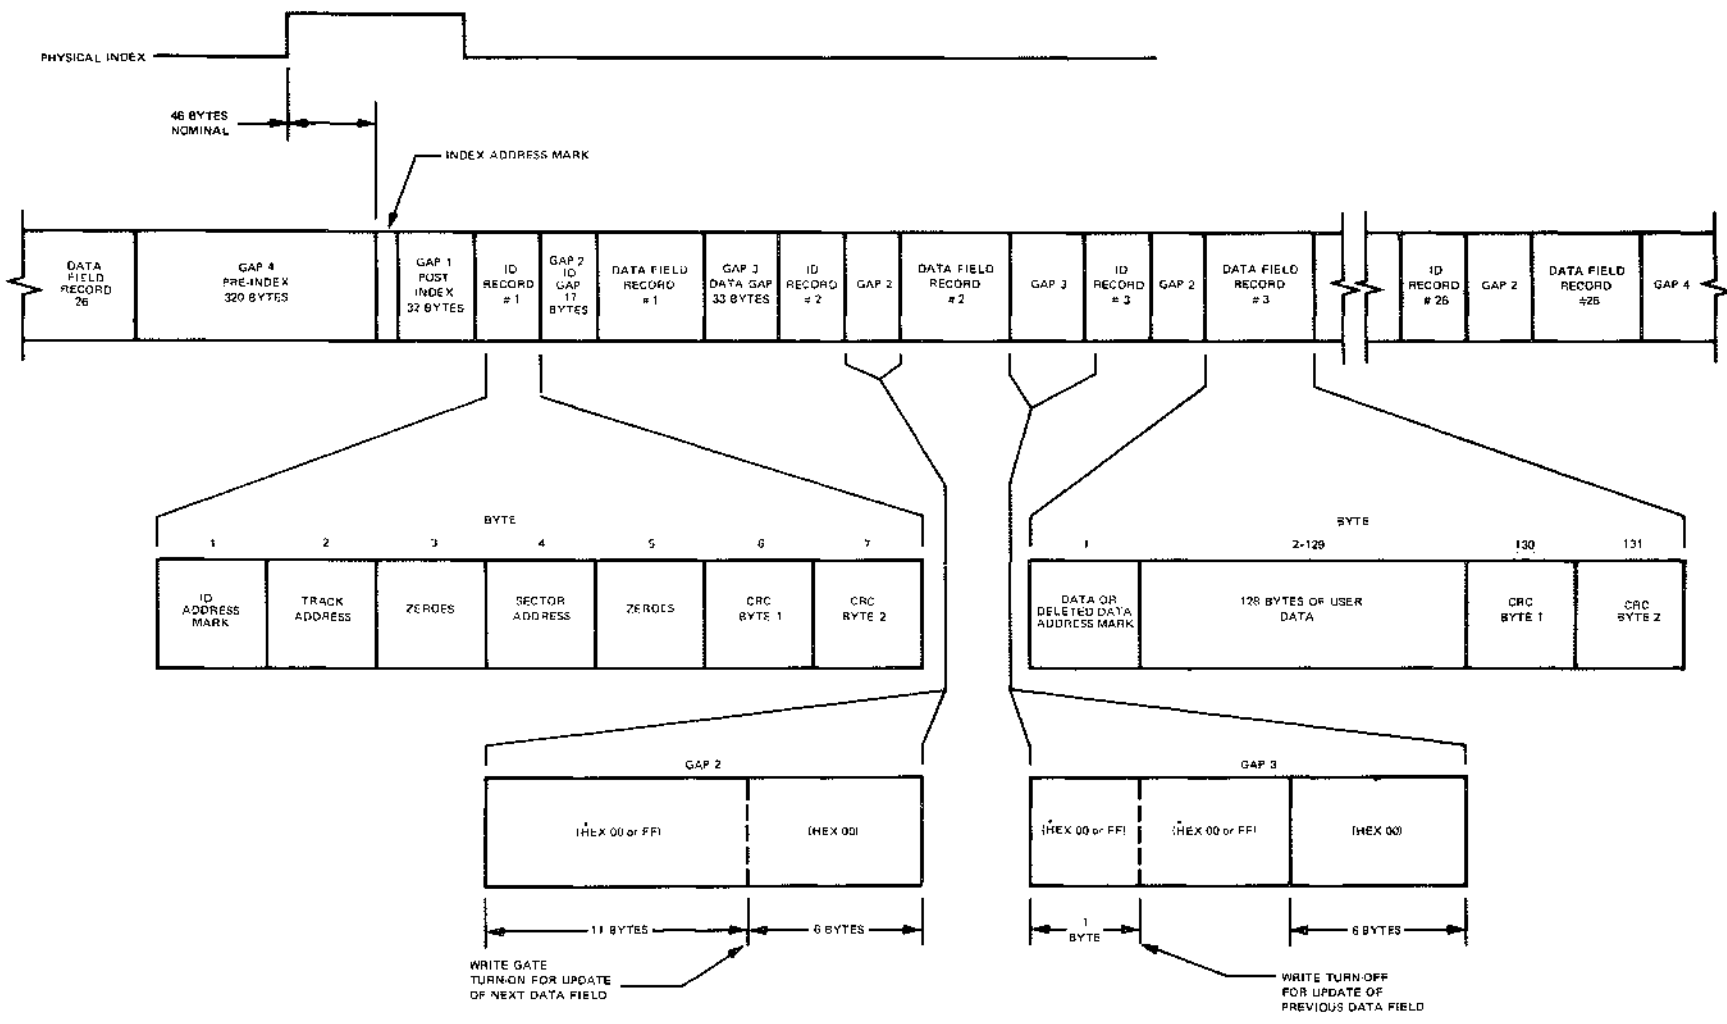 PHYSICAL INDEX
46 BYTES
NOMINAL
INDEX ADDRESS MARK
DATA
FIELD
RECORD
26
GAP 4
PRE-INDEX
320 BYTES
GAP 1
POST
INDEX
32 BYTES
ID
RECORD
# 1
GAP 2
ID
GAP
17
BYTES
DATA FIELD
RECORD
# 1
GAP 3
DATA GAP
33 BYTES
ID
RECORD
# 2
GAP 2
DATA FIELD
RECORD
# 2
GAP 3
ID
RECORD
# 3
GAP 2
DATA FIELD
RECORD
# 3
ID
RECORD
# 26
GAP 2
DATA FIELD
RECORD
#26
GAP 4
BYTE
1 2 3 4 5 6 7
ID
ADDRESS
MARK
TRACK
ADDRESS
ZEROES
SECTOR
ADDRESS
ZEROES
CRC
BYTE 1
CRC
BYTE 2
BYTE
1 2-129 130 131
DATA OR
DELETED DATA
ADDRESS MARK
128 BYTES OF USER
DATA
CRC
BYTE 1
CRC
BYTE 2
GAP 2
(HEX 00 or FF)
(HEX 00)
11 BYTES
6 BYTES
WRITE GATE
TURN-ON FOR UPDATE
OF NEXT DATA FIELD
GAP 3
(HEX 00 or FF)
(HEX 00 or FF)
(HEX 00)
1
BYTE
6 BYTES
WRITE TURN-OFF
FOR UPDATE OF
PREVIOUS DATA FIELD